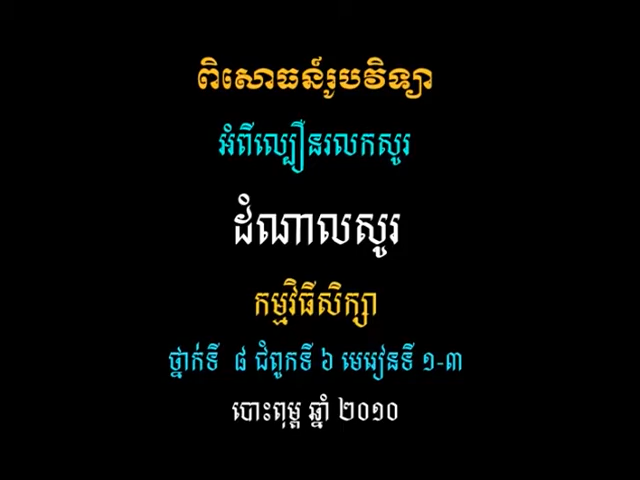 ពិសោធន៍រូបវិទ្យា
អំពីល្បឿនរលកសូរ
ដំណាលសូរ
កម្មវិធីសិក្សា
ថ្នាក់ទី ៨ ជំពូកទី ៦ មេរៀនទី ១-៣
បោះពុម្ព ឆ្នាំ ២០១០